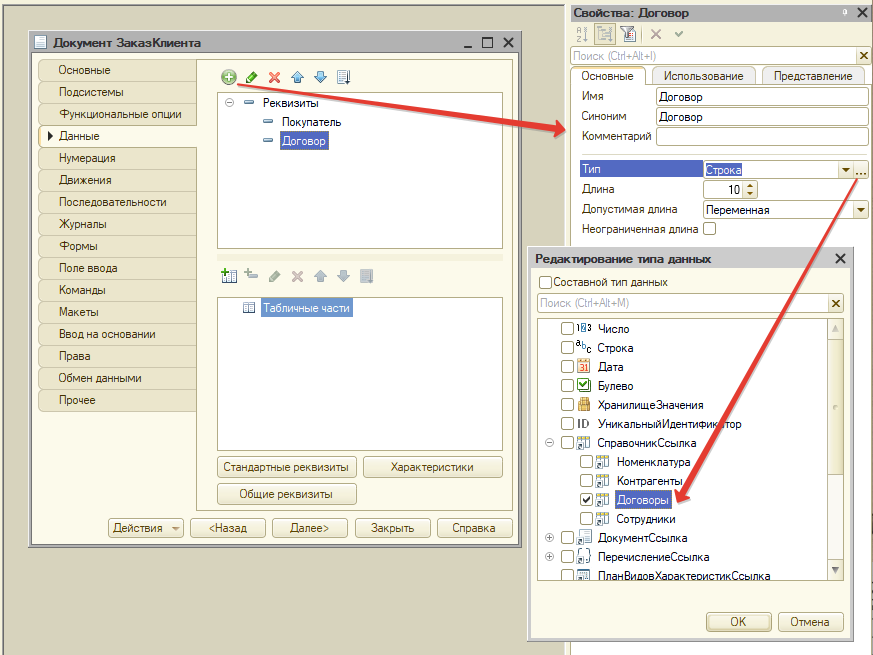 Документ ЗаказКлиента
Основные
Подсистемы
Функциональные опции
Данные
Нумерация
Движения
Последовательности
Журналы
Формы
Поле ввода
Команды
Макеты
Ввод на основании
Права
Обмен данными
Прочее
Реквизиты
Покупатель
Договор
Табличные части
Стандартные реквизиты
Характеристики
Общие реквизиты
Действия
<Назад
Далее>
Закрыть
Справка
Свойства: Договор
Поиск (Ctrl+Alt+I)
Основные
Использование
Представление
Имя
Договор
Синоним
Договор
Комментарий
Тип
Строка
...
Длина
10
Допустимая длина
Переменная
Неограниченная длина
Редактирование типа данных
Составной тип данных
Поиск (Ctrl+Alt+M)
Число
Строка
Дата
Булево
ХранилищеЗначения
ID УникальныйИдентификатор
СправочникСсылка
Номенклатура
Контрагенты
Договоры
Сотрудники
ДокументСсылка
ПеречислениеСсылка
ПланВидовХарактеристикСсылка
OK
Отмена